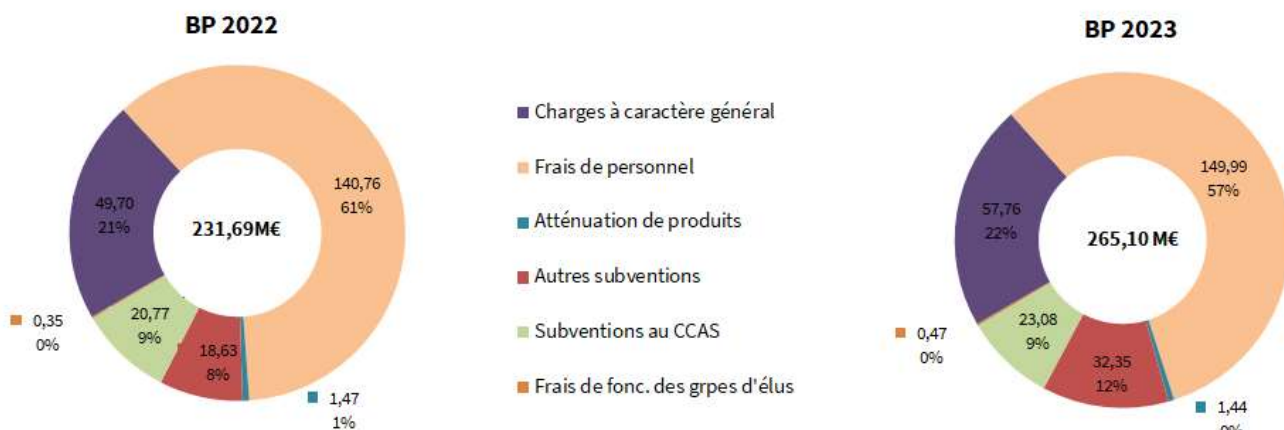 BP 2022
140,76
61%
49,70
21%
231,69M€
20,77
9%
18,63
8%
0,35
0%
1,47
1%
Charges à caractère général
Frais de personnel
Atténuation de produits
Autres subventions
Subventions au CCAS
Frais de fonc. des grpes d'élus
BP 2023
149,99
57%
57,76
22%
265,10 M€
23,08
9%
32,35
12%
0,47
0%
1,44
0%